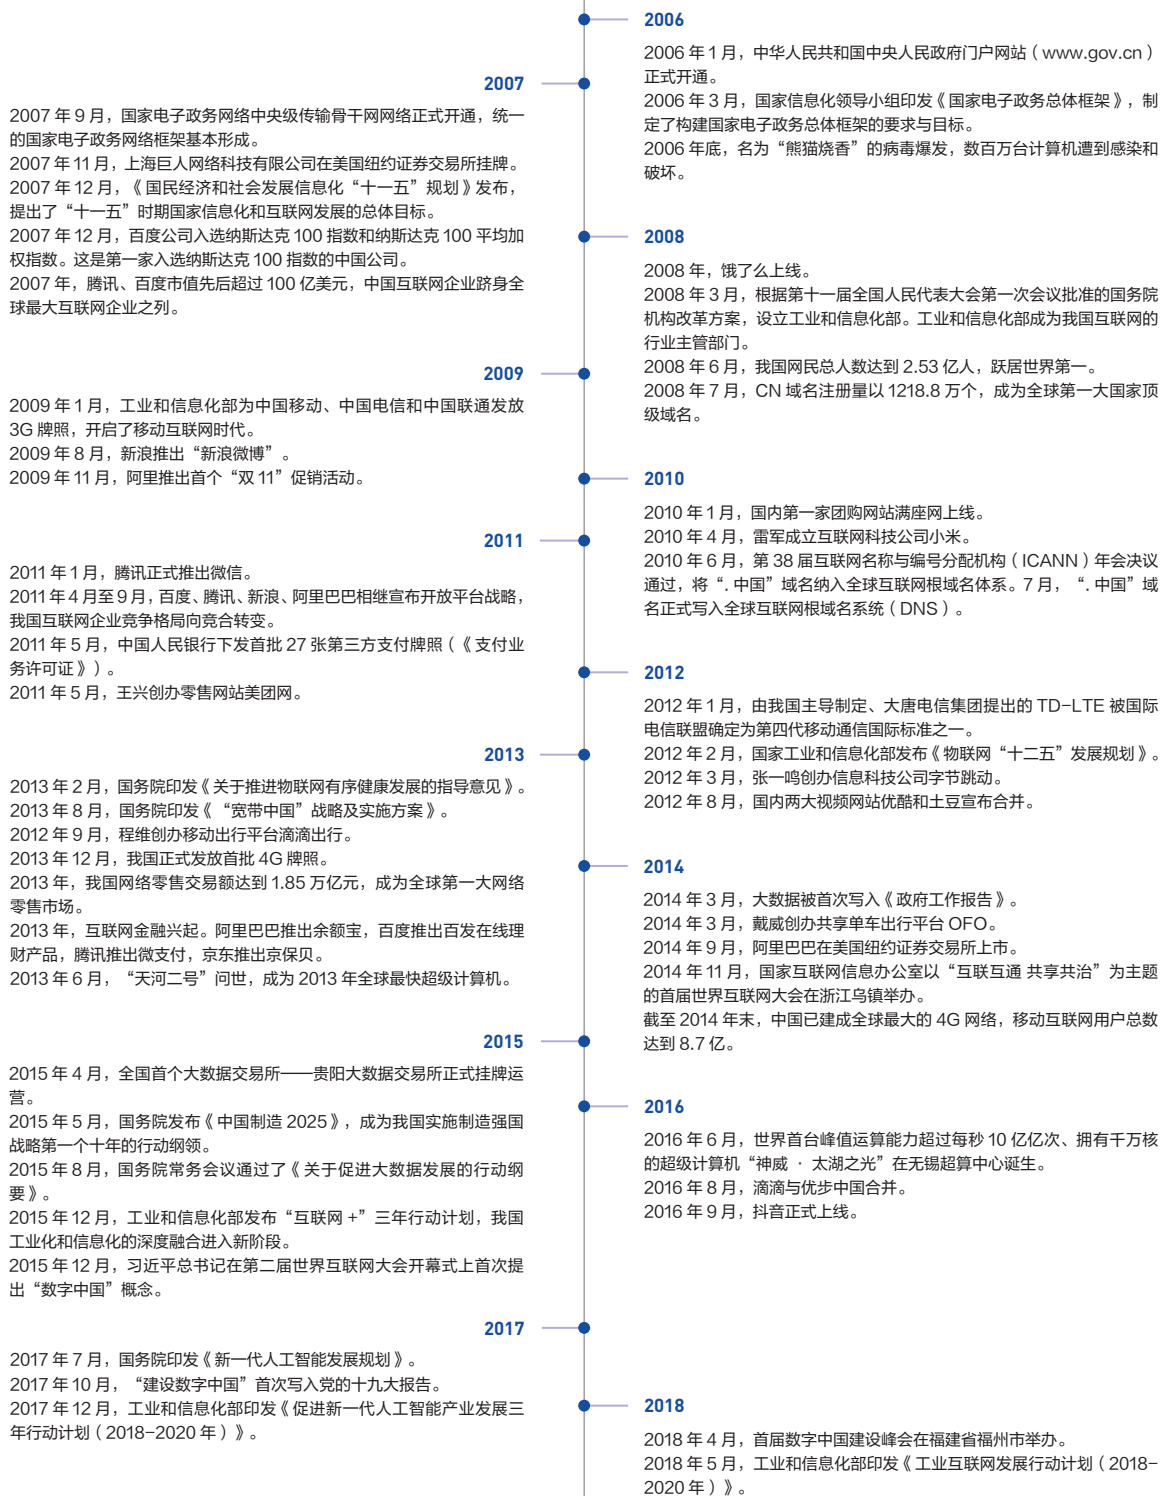 2006
2006 年 1 月，中华人民共和国中央人民政府门户网站（www.gov.cn）
正式开通。
2006 年 3 月，国家信息化领导小组印发《国家电子政务总体框架》，制
定了构建国家电子政务总体框架的要求与目标。
2006 年底，名为“熊猫烧香”的病毒爆发，数百万台计算机遭到感染和
破坏。
2007
2007 年 9 月，国家电子政务网络中央级传输骨干网网络正式开通，统一
的国家电子政务网络框架基本形成。
2007 年 11 月，上海巨人网络科技有限公司在美国纽约证券交易所挂牌。
2007 年 12 月，《国民经济和社会发展信息化“十一五”规划》发布，
提出了“十一五”时期国家信息化和互联网发展的总体目标。
2007 年 12 月，百度公司入选纳斯达克 100 指数和纳斯达克 100 平均加
权指数。这是第一家入选纳斯达克 100 指数的中国公司。
2007 年，腾讯、百度市值先后超过 100 亿美元，中国互联网企业跻身全
球最大互联网企业之列。
2008
2008 年，饿了么上线。
2008 年 3 月，根据第十一届全国人民代表大会第一次会议批准的国务院
机构改革方案，设立工业和信息化部。工业和信息化部成为我国互联网的
行业主管部门。
2008 年 6 月，我国网民总人数达到 2.53 亿人，跃居世界第一。
2008 年 7 月，CN 域名注册量以 1218.8 万个，成为全球第一大国家顶
级域名。
2009
2009 年 1 月，工业和信息化部为中国移动、中国电信和中国联通发放
3G 牌照，开启了移动互联网时代。
2009 年 8 月，新浪推出“新浪微博”。
2009 年 11 月，阿里推出首个“双 11”促销活动。
2010
2010 年 1 月，国内第一家团购网站满座网上线。
2010 年 4 月，雷军成立互联网科技公司小米。
2010 年 6 月，第 38 届互联网名称与编号分配机构（ICANN）年会决议
通过，将“. 中国”域名纳入全球互联网根域名体系。7 月，“. 中国”域
名正式写入全球互联网根域名系统（DNS）。
2011
2011 年 1 月，腾讯正式推出微信。
2011 年 4 月至 9 月，百度、腾讯、新浪、阿里巴巴相继宣布开放平台战略，
我国互联网企业竞争格局向竞合转变。
2011 年 5 月，中国人民银行下发首批 27 张第三方支付牌照（《支付业
务许可证》）。
2011 年 5 月，王兴创办零售网站美团网。
2012
2012 年 1 月，由我国主导制定、大唐电信集团提出的 TD-LTE 被国际
电信联盟确定为第四代移动通信国际标准之一。
2012 年 2 月，国家工业和信息化部发布《物联网“十二五”发展规划》。
2012 年 3 月，张一鸣创办信息科技公司字节跳动。
2012 年 8 月，国内两大视频网站优酷和土豆宣布合并。
2013
2013 年 2 月，国务院印发《关于推进物联网有序健康发展的指导意见》。
2013 年 8 月，国务院印发《“宽带中国”战略及实施方案》。
2012 年 9 月，程维创办移动出行平台滴滴出行。
2013 年 12 月，我国正式发放首批 4G 牌照。
2013 年，我国网络零售交易额达到 1.85 万亿元，成为全球第一大网络
零售市场。
2013 年，互联网金融兴起。阿里巴巴推出余额宝，百度推出百发在线理
财产品，腾讯推出微支付，京东推出京保贝。
2013 年 6 月，“天河二号”问世，成为 2013 年全球最快超级计算机。
2014
2014 年 3 月，大数据被首次写入《政府工作报告》。
2014 年 3 月，戴威创办共享单车出行平台 OFO。
2014 年 9 月，阿里巴巴在美国纽约证券交易所上市。
2014 年 11 月，国家互联网信息办公室以“互联互通 共享共治”为主题
的首届世界互联网大会在浙江乌镇举办。
截至 2014 年末，中国已建成全球最大的 4G 网络，移动互联网用户总数
达到 8.7 亿。
2015
2015 年 4 月，全国首个大数据交易所——贵阳大数据交易所正式挂牌运
营。
2015 年 5 月，国务院发布《中国制造 2025》，成为我国实施制造强国
战略第一个十年的行动纲领。
2015 年 8 月，国务院常务会议通过了《关于促进大数据发展的行动纲
要》。
2015 年 12 月，工业和信息化部发布“互联网 +”三年行动计划，我国
工业化和信息化的深度融合进入新阶段。
2015 年 12 月，习近平总书记在第二届世界互联网大会开幕式上首次提
出“数字中国”概念。
2016
2016 年 6 月，世界首台峰值运算能力超过每秒 10 亿亿次、拥有千万核
的超级计算机“神威 · 太湖之光”在无锡超算中心诞生。
2016 年 8 月，滴滴与优步中国合并。
2016 年 9 月，抖音正式上线。
2017
2017 年 7 月，国务院印发《新一代人工智能发展规划》。
2017 年 10 月，“建设数字中国”首次写入党的十九大报告。
2017 年 12 月，工业和信息化部印发《促进新一代人工智能产业发展三
年行动计划（2018-2020 年）》。
2018
2018 年 4 月，首届数字中国建设峰会在福建省福州市举办。
2018 年 5 月，工业和信息化部印发《工业互联网发展行动计划（2018-
2020 年）》。